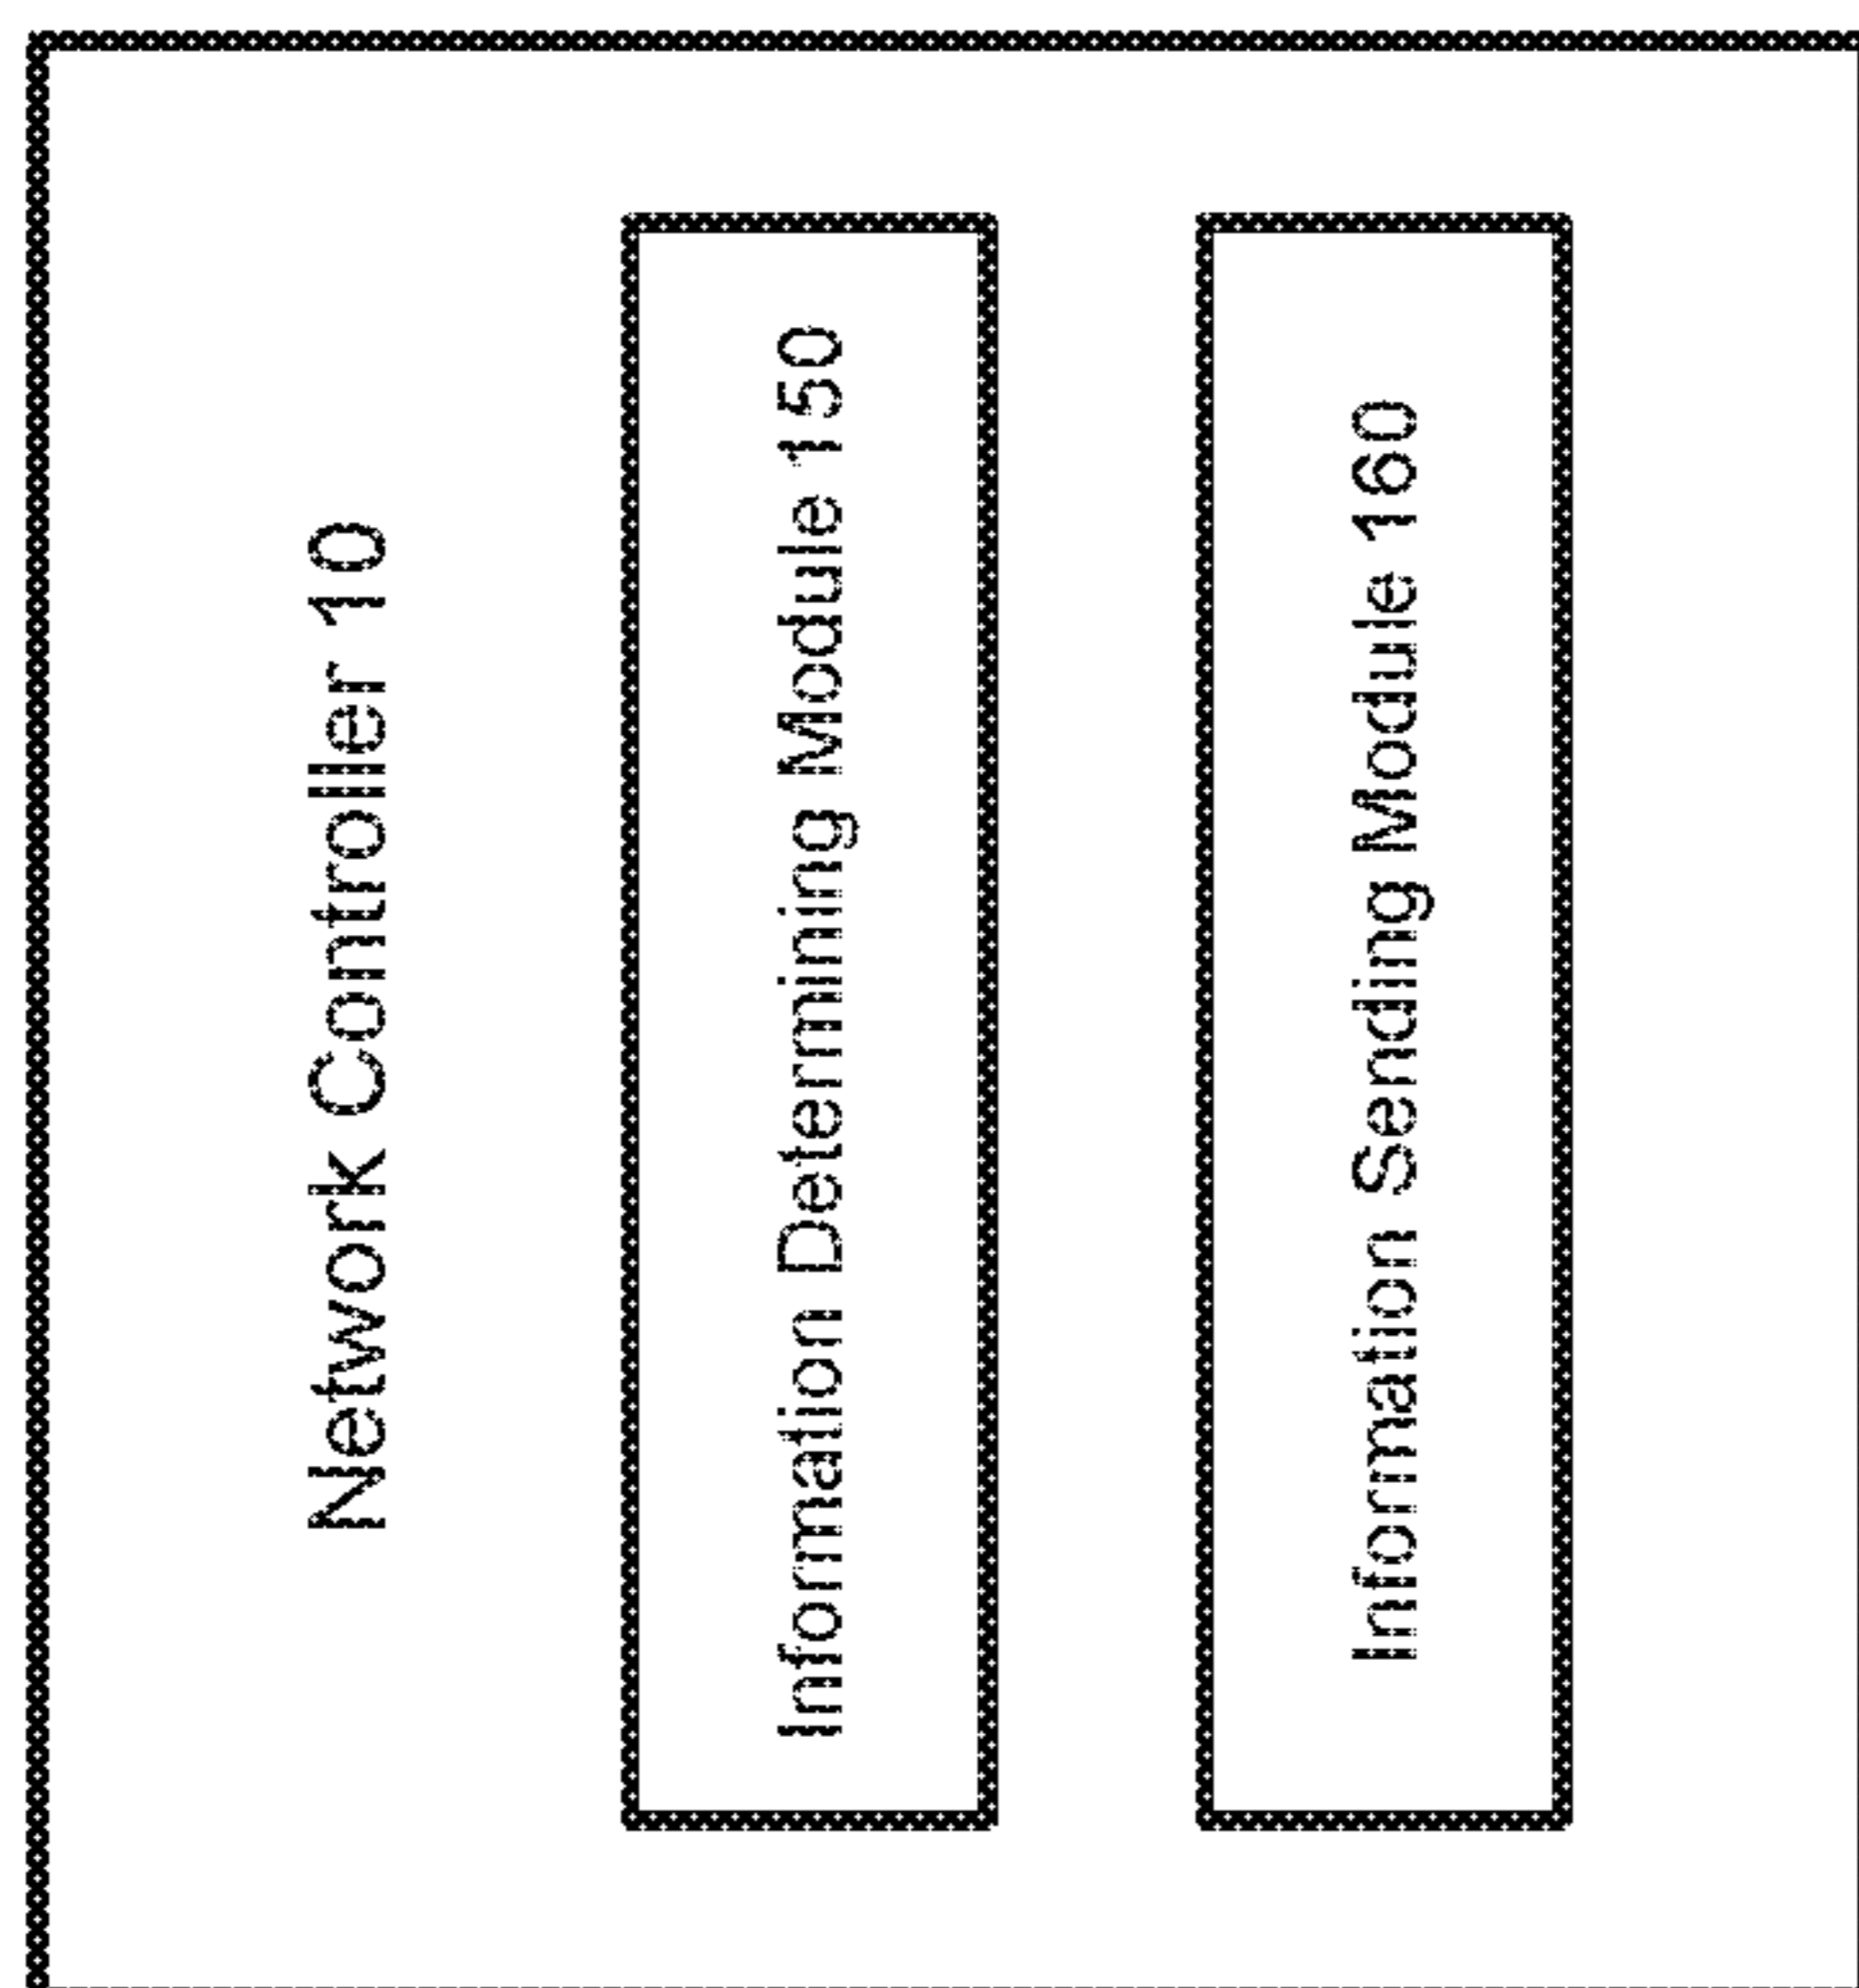 Network Controller 10
Information Determining Module 150
Information Sending Module 160